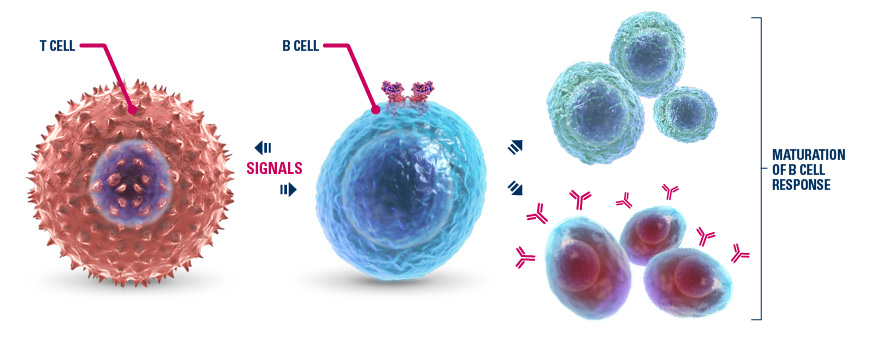 T CELL
B CELL
SIGNALS
MATURATION
OF B CELL
RESPONSE